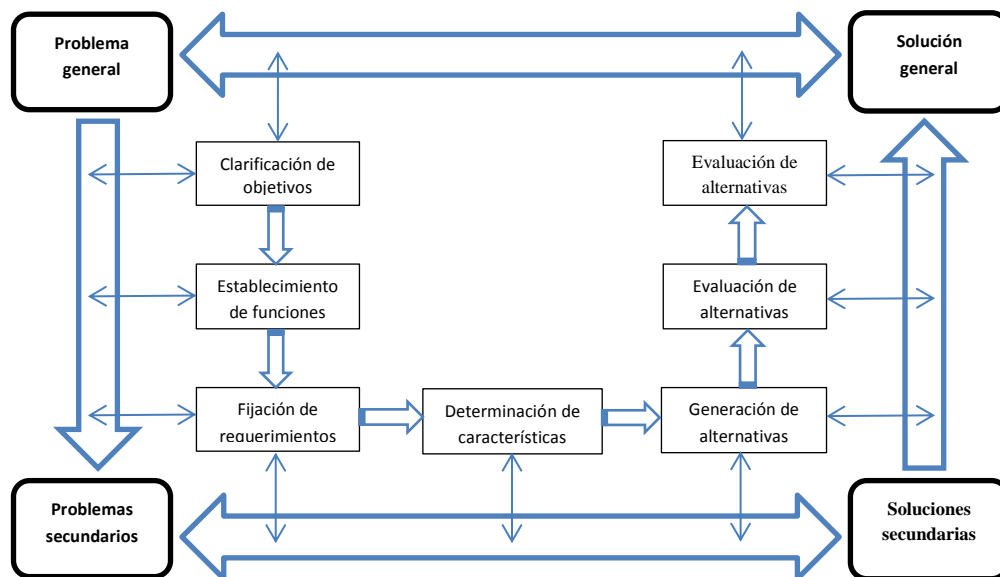 Problema
general
Solución
general
Clarificación de
objetivos
Evaluación de
alternativas
Establecimiento
de funciones
Evaluación de
alternativas
Fijación de
requerimientos
Determinación de
características
Generación de
alternativas
Problemas
secundarios
Soluciones
secundarias